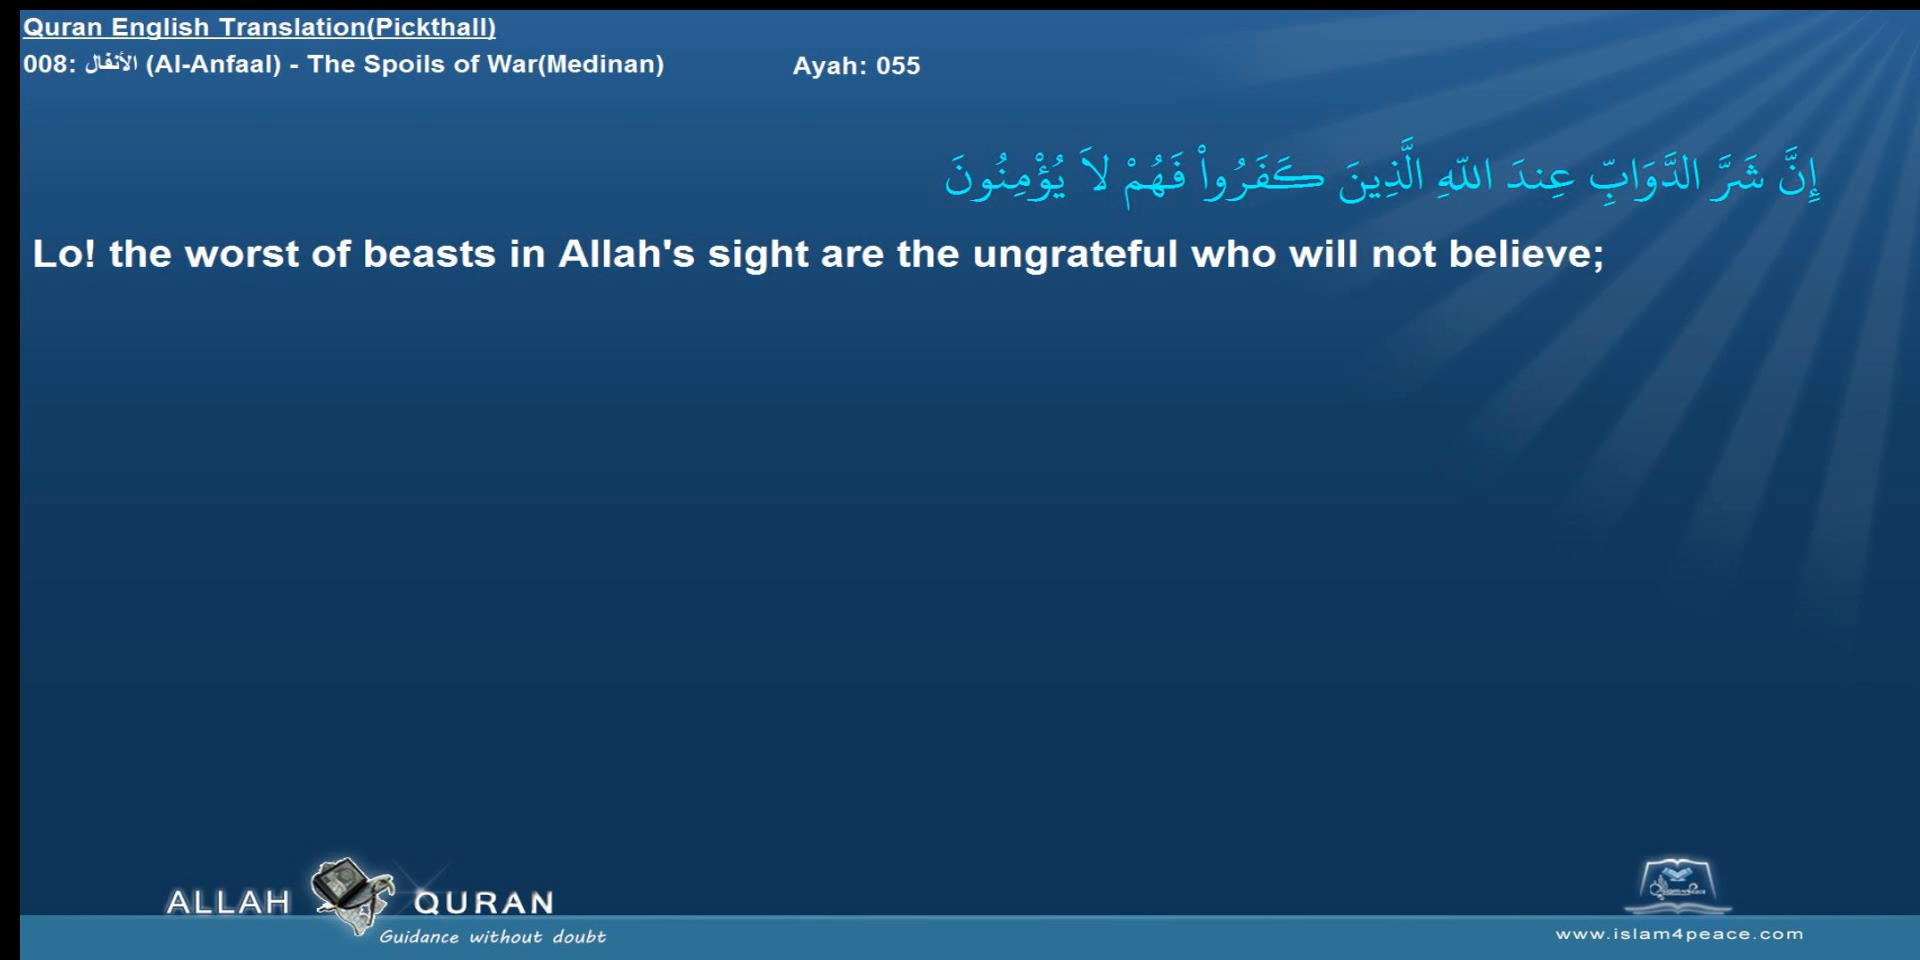 Quran English Translation(Pickthall)
008: الأنفال (Al-Anfaal) - The Spoils of War(Medinan) Ayah: 055
إِنَّ شَرَّ الدَّوَابِّ عِندَ اللّهِ الَّذِينَ كَفَرُواْ فَهُمْ لاَ يُؤْمِنُونَ
Lo! the worst of beasts in Allah's sight are the ungrateful who will not believe;
ALLAH QURAN
Guidance without doubt
www.islam4peace.com